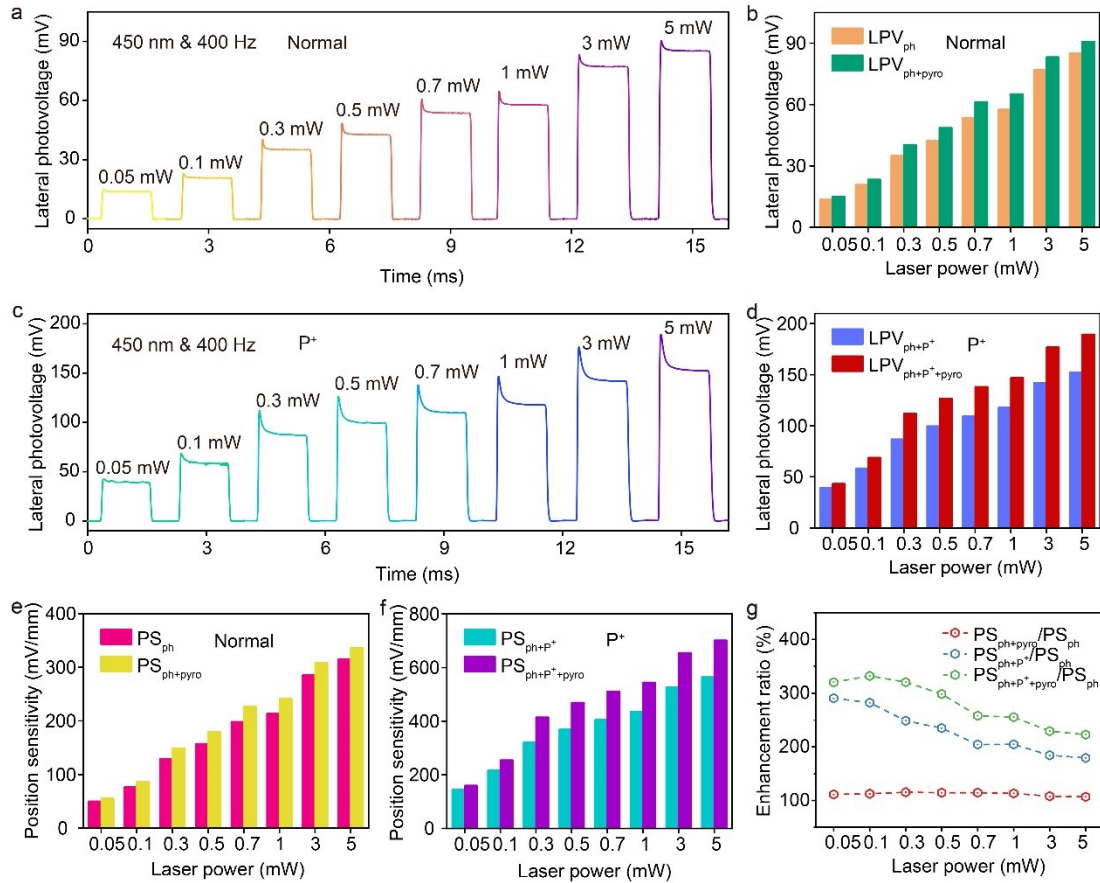 a
450 nm & 400 Hz Normal
0.05 mW
0.1 mW
0.3 mW
0.5 mW
0.7 mW
1 mW
3 mW
5 mW
Lateral photovoltage (mV)
90
60
30
0
0 3 6 9 12 15
Time (ms)
b
LPVph Normal
LPVph+pyro
Lateral photovoltage (mV)
90
60
30
0
0.05 0.1 0.3 0.5 0.7 1 3 5
Laser power (mW)
c
450 nm & 400 Hz P⁺
0.05 mW
0.1 mW
0.3 mW
0.5 mW
0.7 mW
1 mW
3 mW
5 mW
Lateral photovoltage (mV)
200
150
100
50
0
0 3 6 9 12 15
Time (ms)
d
LPVph+P⁺ P⁺
LPVph+P⁺+pyro
Lateral photovoltage (mV)
200
150
100
50
0
0.05 0.1 0.3 0.5 0.7 1 3 5
Laser power (mW)
e
PSph Normal
PSph+pyro
Position sensitivity (mV/mm)
400
300
200
100
0
0.05 0.1 0.3 0.5 0.7 1 3 5
Laser power (mW)
f
PSph+P⁺ P⁺
PSph+P⁺+pyro
Position sensitivity (mV/mm)
800
600
400
200
0
0.05 0.1 0.3 0.5 0.7 1 3 5
Laser power (mW)
g
PSph+pyro/PSph
PSph+P⁺/PSph
PSph+P⁺+pyro/PSph
Enhancement ratio (%)
400
300
200
100
0.05 0.1 0.3 0.5 0.7 1 3 5
Laser power (mW)